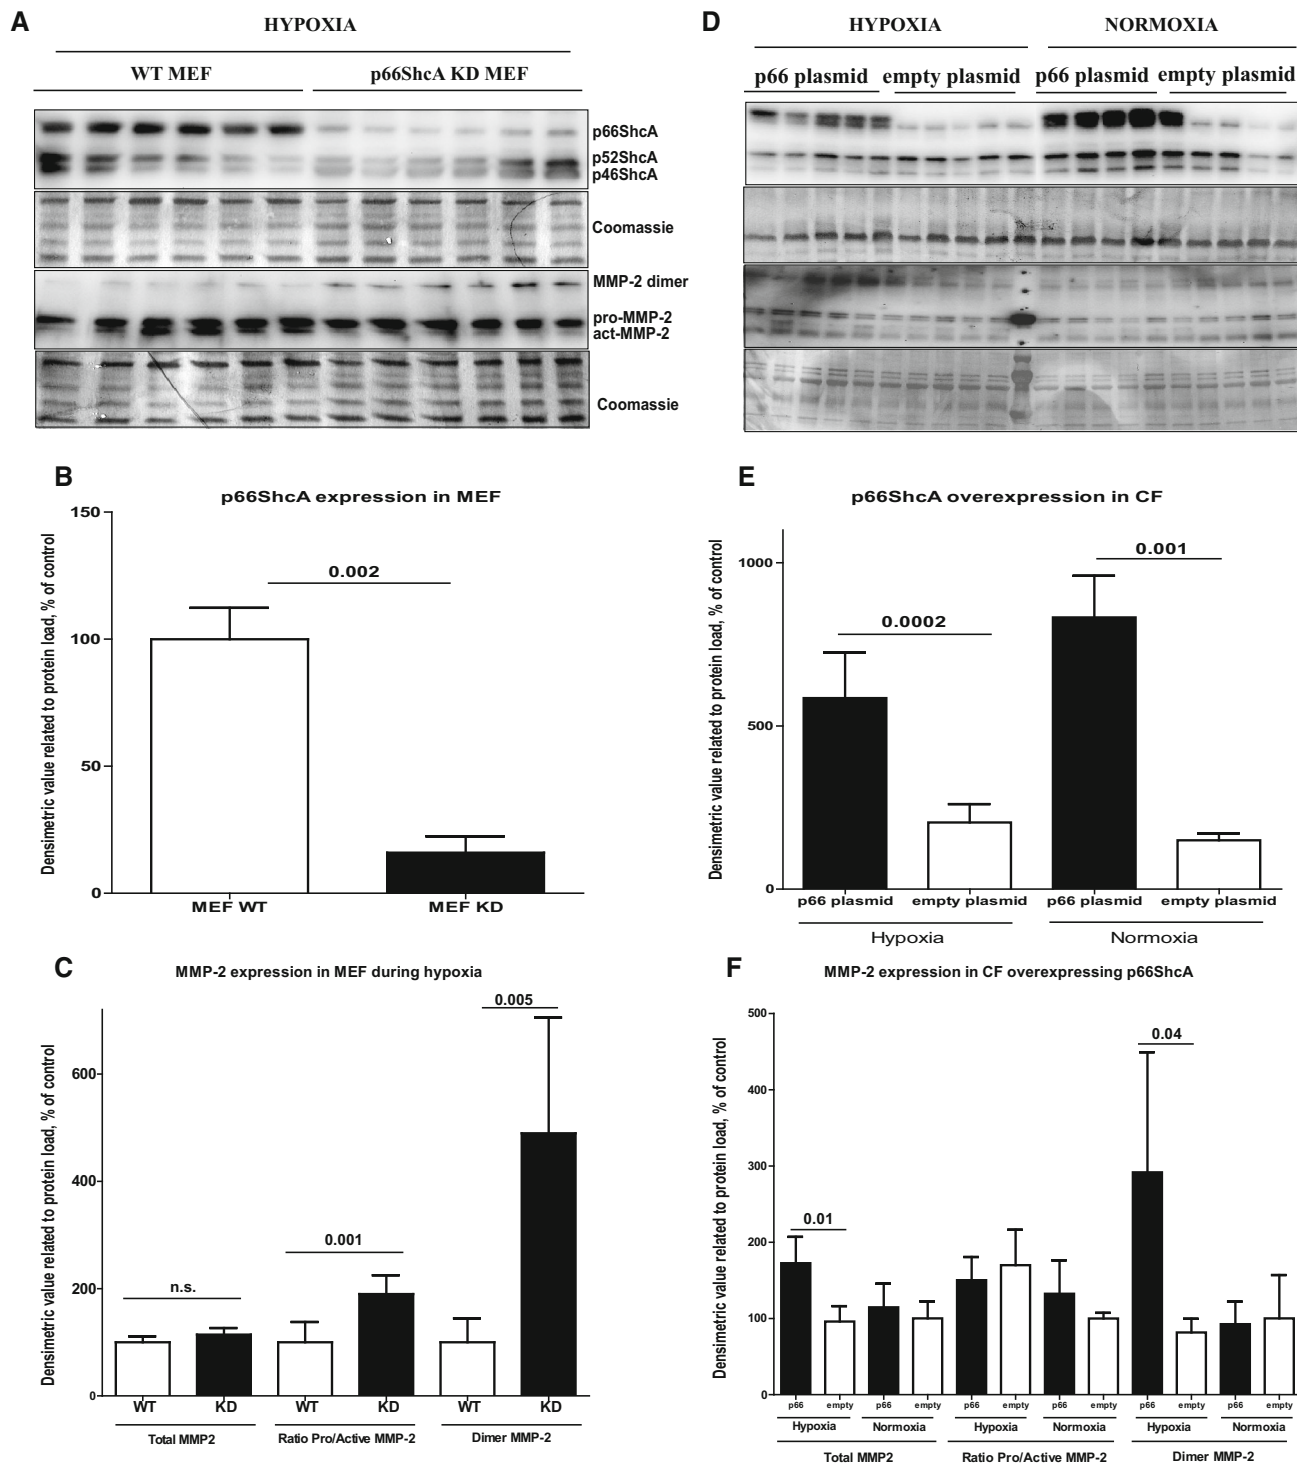 A
HYPOXIA
WT MEF
p66ShcA KD MEF
p66ShcA
p52ShcA
p46ShcA
Coomassie
MMP-2 dimer
pro-MMP-2
act-MMP-2
Coomassie
D
HYPOXIA
NORMOXIA
p66 plasmid
empty plasmid
p66 plasmid
empty plasmid
B
p66ShcA expression in MEF
Densimetric value related to protein load, % of control
150
100
50
0
0.002
MEF WT
MEF KD
E
p66ShcA overexpression in CF
Densimetric value related to protein load, % of control
1000
500
0
0.0002
0.001
p66 plasmid
empty plasmid
p66 plasmid
empty plasmid
Hypoxia
Normoxia
C
MMP-2 expression in MEF during hypoxia
Densimetric value related to protein load, % of control
600
400
200
0
n.s.
0.001
0.005
WT
KD
WT
KD
WT
KD
Total MMP2
Ratio Pro/Active MMP-2
Dimer MMP-2
F
MMP-2 expression in CF overexpressing p66ShcA
Densimetric value related to protein load, % of control
500
400
300
200
100
0
0.01
0.04
p66
empty
p66
empty
p66
empty
p66
empty
p66
empty
p66
empty
Hypoxia
Normoxia
Hypoxia
Normoxia
Hypoxia
Normoxia
Total MMP2
Ratio Pro/Active MMP-2
Dimer MMP-2